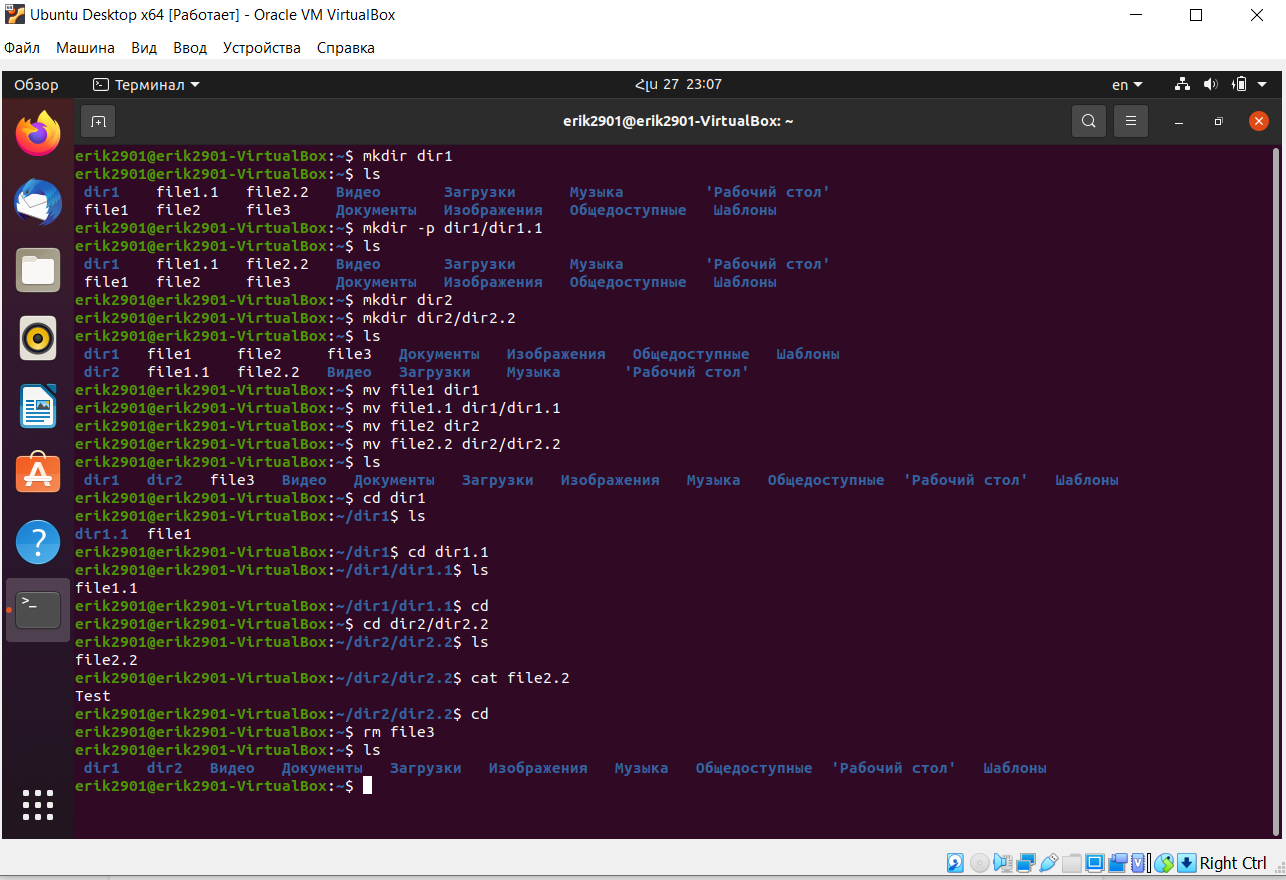 Ubuntu Desktop x64 [Работает] - Oracle VM VirtualBox
Файл Машина Вид Ввод Устройства Справка
Обзор Терминал Հլս 27 23:07 en
erik2901@erik2901-VirtualBox: ~
erik2901@erik2901-VirtualBox:~$ mkdir dir1
erik2901@erik2901-VirtualBox:~$ ls
dir1 file1.1 file2.2 Видео Загрузки Музыка 'Рабочий стол'
file1 file2 file3 Документы Изображения Общедоступные Шаблоны
erik2901@erik2901-VirtualBox:~$ mkdir -p dir1/dir1.1
erik2901@erik2901-VirtualBox:~$ ls
dir1 file1.1 file2.2 Видео Загрузки Музыка 'Рабочий стол'
file1 file2 file3 Документы Изображения Общедоступные Шаблоны
erik2901@erik2901-VirtualBox:~$ mkdir dir2
erik2901@erik2901-VirtualBox:~$ mkdir dir2/dir2.2
erik2901@erik2901-VirtualBox:~$ ls
dir1 file1 file2 file3 Документы Изображения Общедоступные Шаблоны
dir2 file1.1 file2.2 Видео Загрузки Музыка 'Рабочий стол'
erik2901@erik2901-VirtualBox:~$ mv file1 dir1
erik2901@erik2901-VirtualBox:~$ mv file1.1 dir1/dir1.1
erik2901@erik2901-VirtualBox:~$ mv file2 dir2
erik2901@erik2901-VirtualBox:~$ mv file2.2 dir2/dir2.2
erik2901@erik2901-VirtualBox:~$ ls
dir1 dir2 file3 Видео Документы Загрузки Изображения Музыка Общедоступные 'Рабочий стол' Шаблоны
erik2901@erik2901-VirtualBox:~$ cd dir1
erik2901@erik2901-VirtualBox:~/dir1$ ls
dir1.1 file1
erik2901@erik2901-VirtualBox:~/dir1$ cd dir1.1
erik2901@erik2901-VirtualBox:~/dir1/dir1.1$ ls
file1.1
erik2901@erik2901-VirtualBox:~/dir1/dir1.1$ cd
erik2901@erik2901-VirtualBox:~$ cd dir2/dir2.2
erik2901@erik2901-VirtualBox:~/dir2/dir2.2$ ls
file2.2
erik2901@erik2901-VirtualBox:~/dir2/dir2.2$ cat file2.2
Test
erik2901@erik2901-VirtualBox:~/dir2/dir2.2$ cd
erik2901@erik2901-VirtualBox:~$ rm file3
erik2901@erik2901-VirtualBox:~$ ls
dir1 dir2 Видео Документы Загрузки Изображения Музыка Общедоступные 'Рабочий стол' Шаблоны
erik2901@erik2901-VirtualBox:~$
Right Ctrl